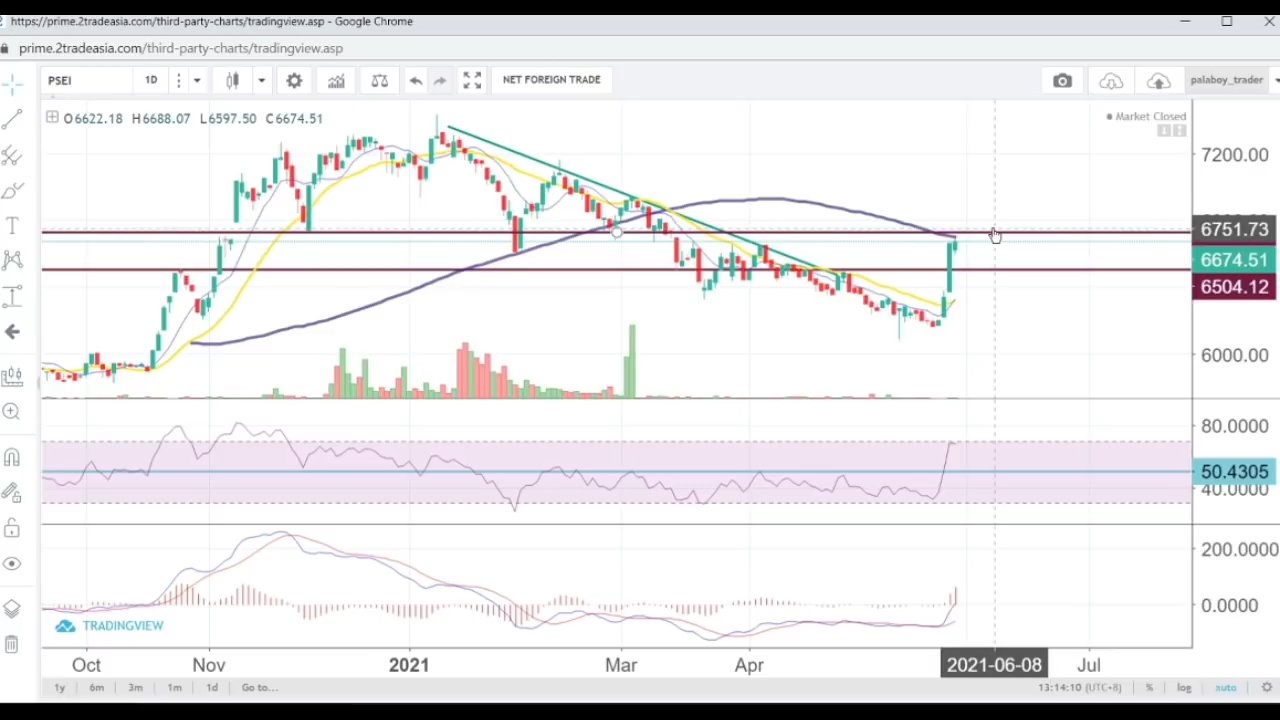 https://prime.2tradeasia.com/third-party-charts/tradingview.asp - Google Chrome
prime.2tradeasia.com/third-party-charts/tradingview.asp
PSEI 1D NET FOREIGN TRADE palaboy_trader
O6622.18 H6688.07 L6597.50 C6674.51
Market Closed
7200.00
6751.73
6674.51
6504.12
6000.00
80.0000
50.4305
40.0000
200.0000
0.0000
TRADINGVIEW
Oct Nov 2021 Mar Apr 2021-06-08 Jul
1y 6m 3m 1m 1d Go to... 13:14:10 (UTC+8) % log auto